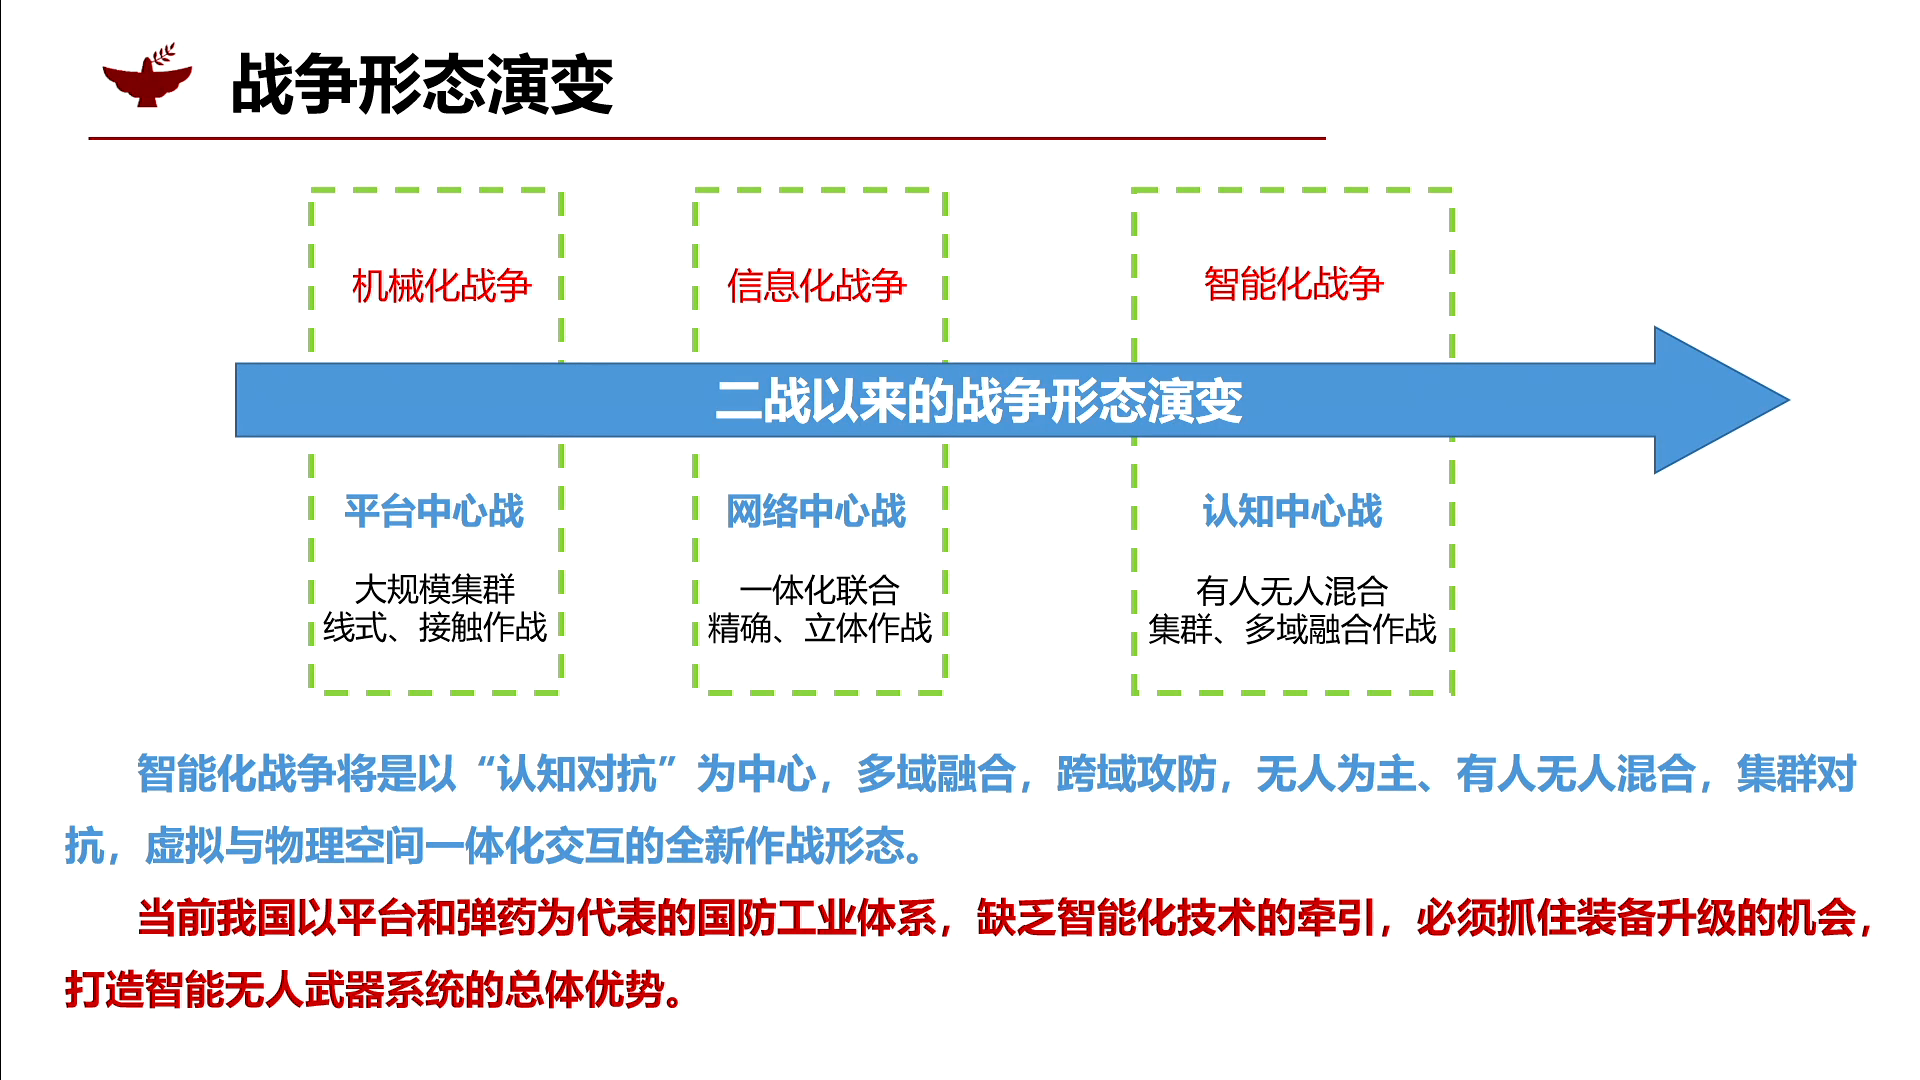 战争形态演变
机械化战争
信息化战争
智能化战争
二战以来的战争形态演变
平台中心战
网络中心战
认知中心战
大规模集群
线式、接触作战
一体化联合
精确、立体作战
有人无人混合
集群、多域融合作战
智能化战争将是以“认知对抗”为中心，多域融合，跨域攻防，无人为主、有人无人混合，集群对
抗，虚拟与物理空间一体化交互的全新作战形态。
当前我国以平台和弹药为代表的国防工业体系，缺乏智能化技术的牵引，必须抓住装备升级的机会，
打造智能无人武器系统的总体优势。